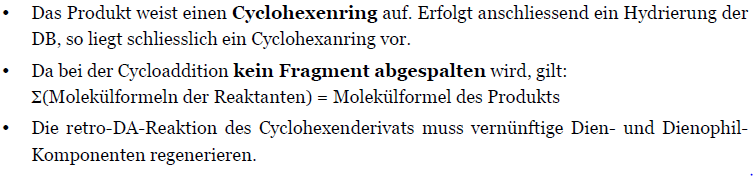 • Das Produkt weist einen Cyclohexenring auf. Erfolgt anschliessend ein Hydrierung der
DB, so liegt schliesslich ein Cyclohexanring vor.
• Da bei der Cycloaddition kein Fragment abgespalten wird, gilt:
Σ(Molekülformeln der Reaktanten) = Molekülformel des Produkts
• Die retro-DA-Reaktion des Cyclohexenderivats muss vernünftige Dien- und Dienophil-
Komponenten regenerieren.